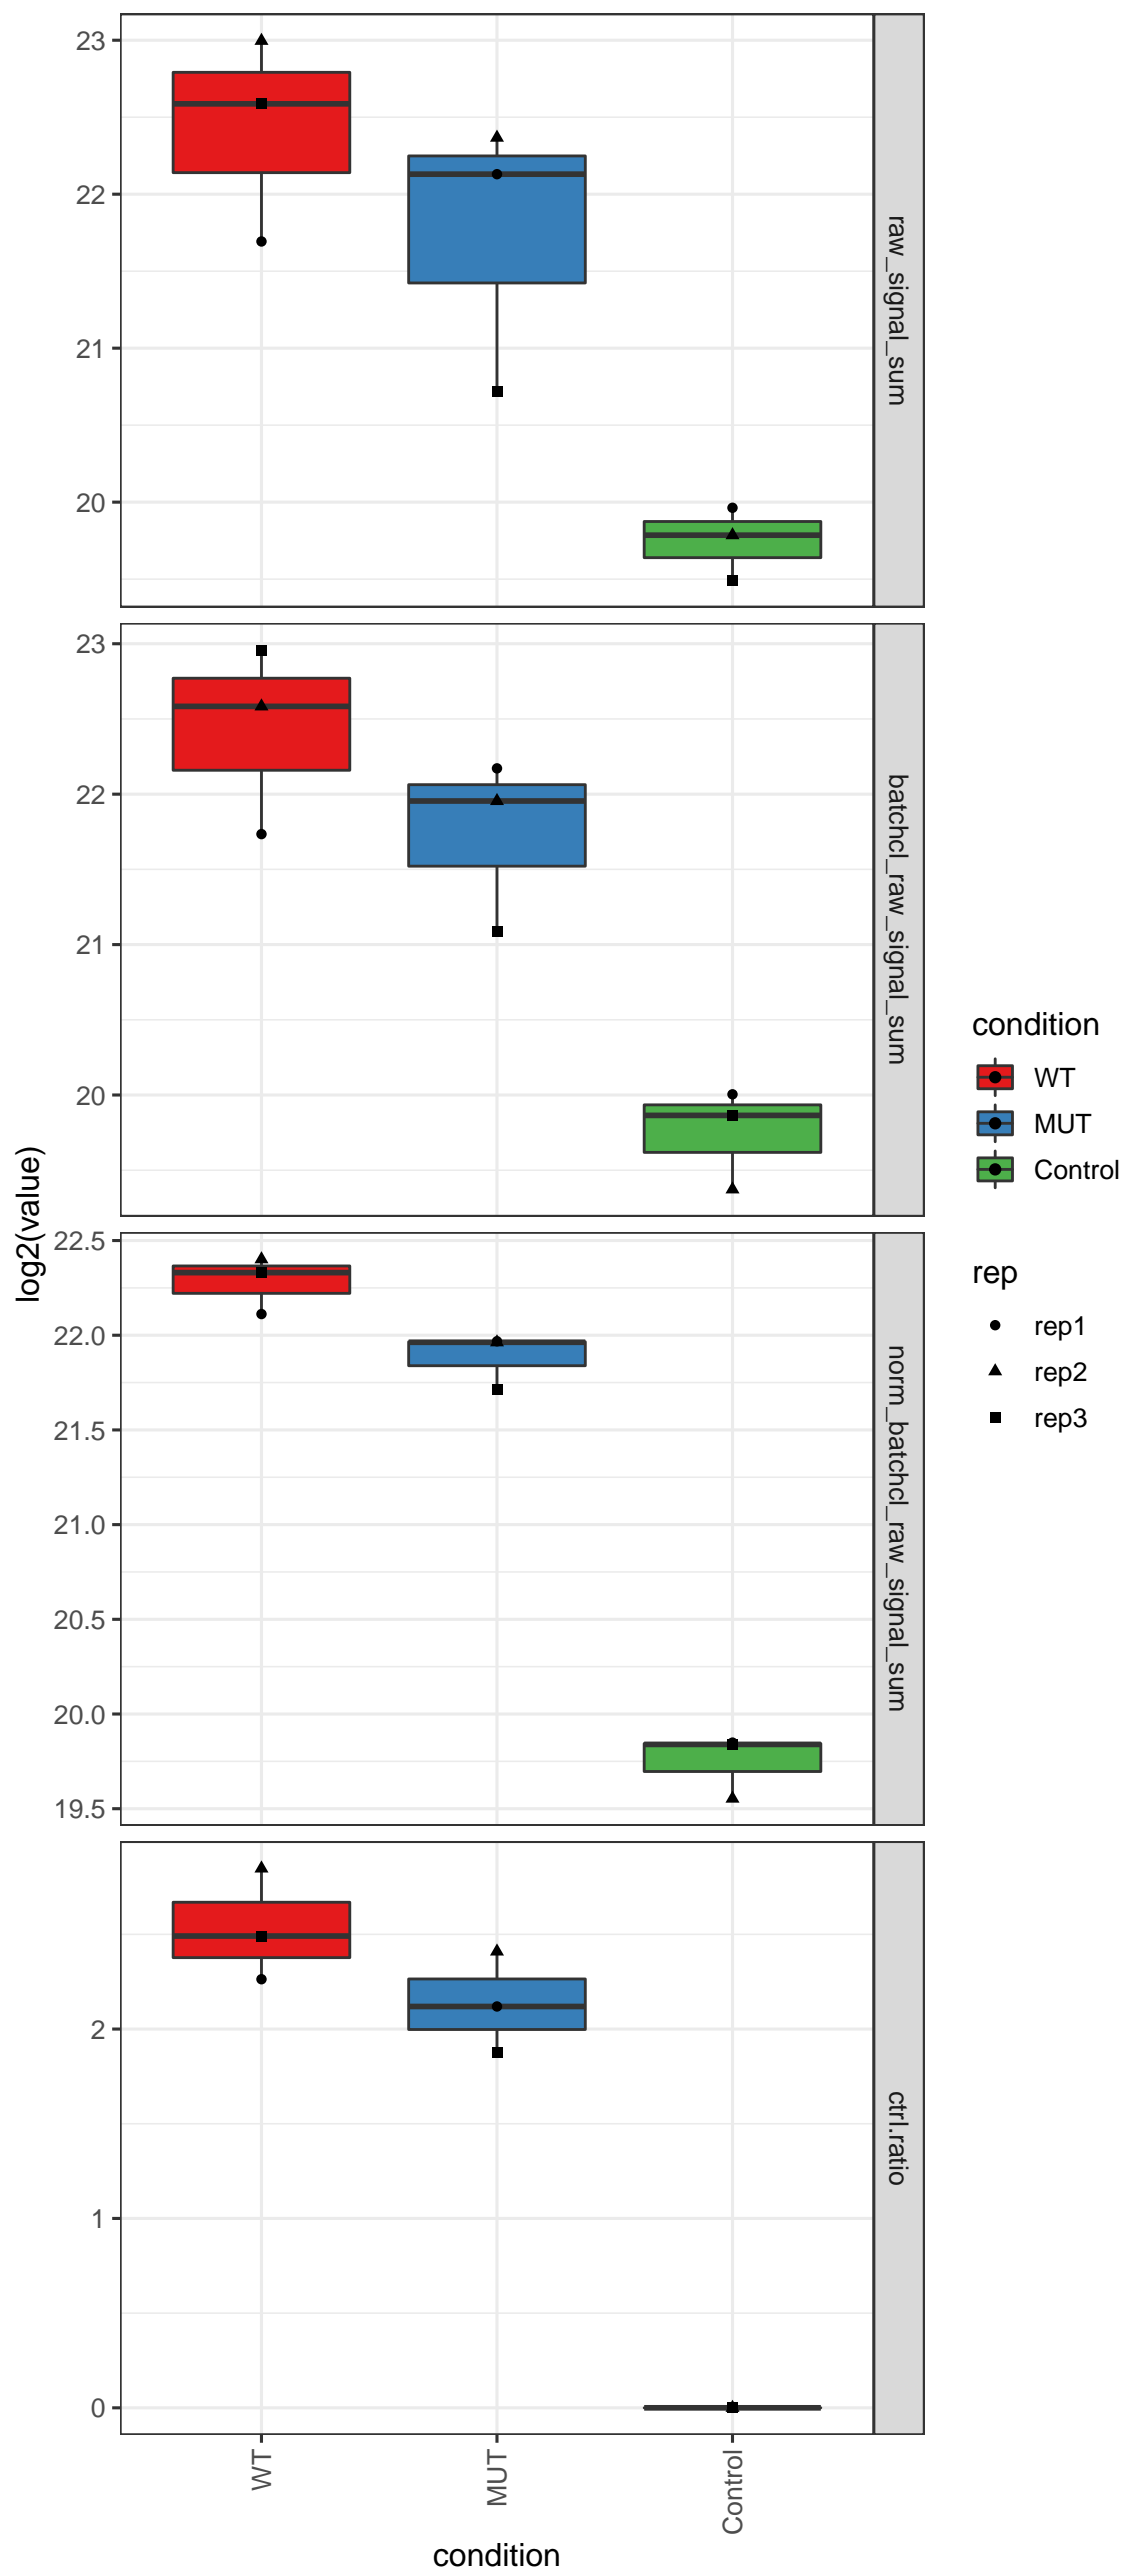 23
22
21
20
raw_signal_sum
23
22
21
20
batchcl_raw_signal_sum
log2(value)
22.5
22.0
21.5
21.0
20.5
20.0
19.5
norm_batchcl_raw_signal_sum
2
1
0
ctrl.ratio
WT
MUT
Control
condition
condition
WT
MUT
Control
rep
rep1
rep2
rep3